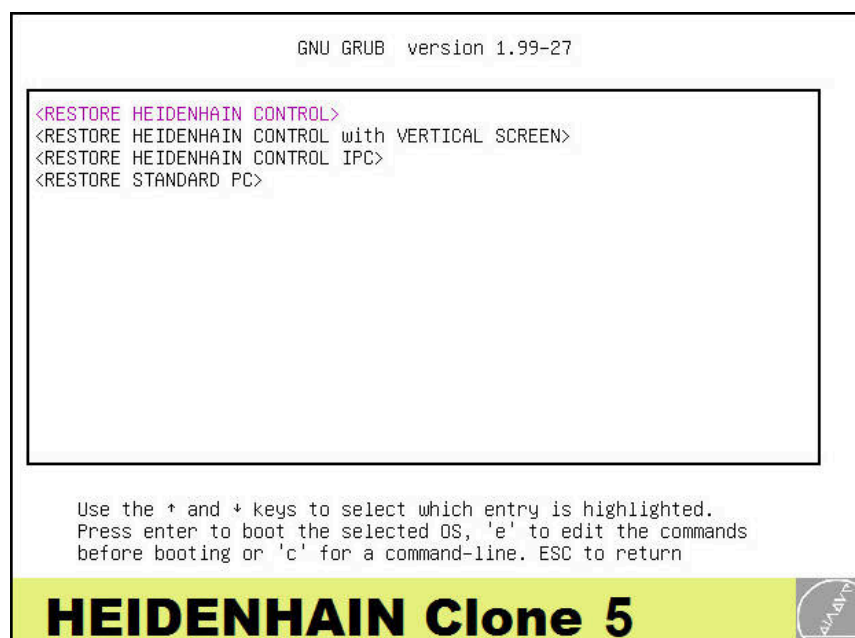 GNU GRUB version 1.99-27
<RESTORE HEIDENHAIN CONTROL>
<RESTORE HEIDENHAIN CONTROL with VERTICAL SCREEN>
<RESTORE HEIDENHAIN CONTROL IPC>
<RESTORE STANDARD PC>
Use the ↑ and ↓ keys to select which entry is highlighted.
Press enter to boot the selected OS, 'e' to edit the commands
before booting or 'c' for a command-line. ESC to return
HEIDENHAIN Clone 5